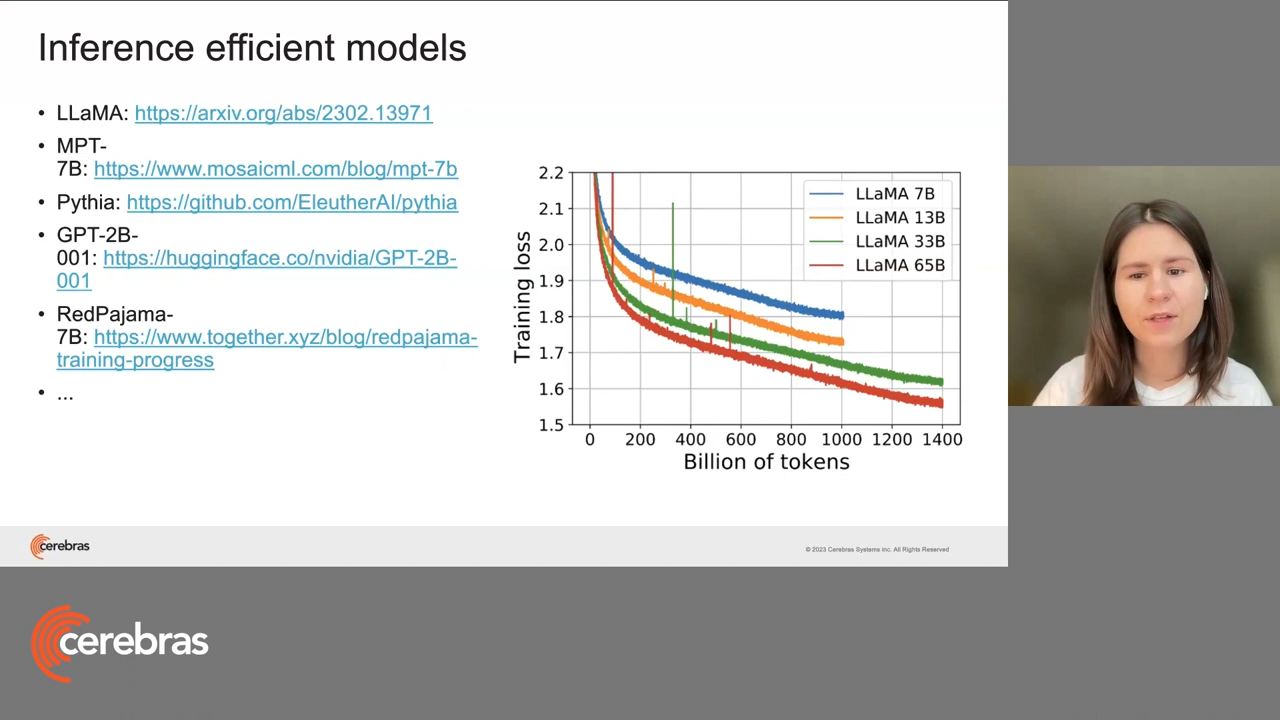 Inference efficient models
• LLaMA: https://arxiv.org/abs/2302.13971
• MPT-
7B: https://www.mosaicml.com/blog/mpt-7b
• Pythia: https://github.com/EleutherAI/pythia
• GPT-2B-
001: https://huggingface.co/nvidia/GPT-2B-
001
• RedPajama-
7B: https://www.together.xyz/blog/redpajama-
training-progress
• ...
Training loss
2.2
2.1
2.0
1.9
1.8
1.7
1.6
1.5
LLaMA 7B
LLaMA 13B
LLaMA 33B
LLaMA 65B
0 200 400 600 800 1000 1200 1400
Billion of tokens
cerebras
© 2023 Cerebras Systems Inc. All Rights Reserved
cerebras